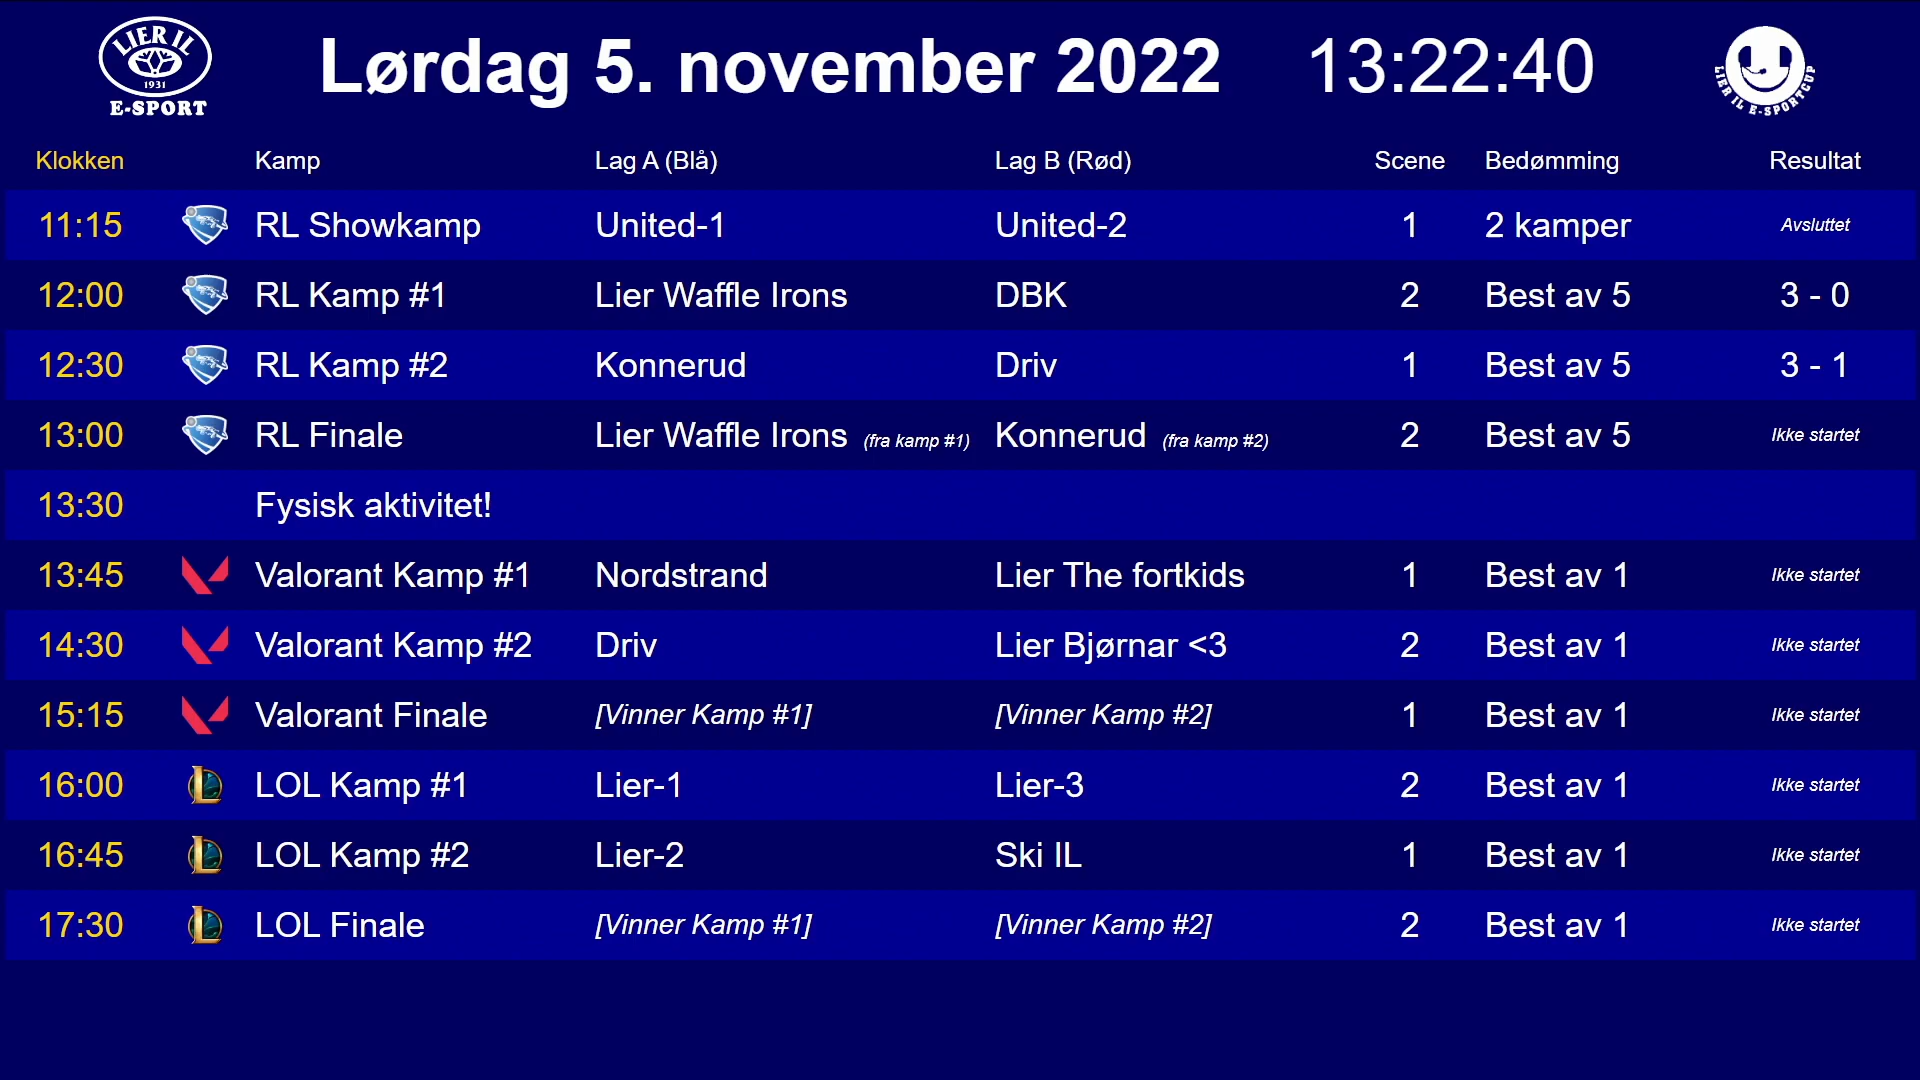 LIER IL
1931
E-SPORT
Lørdag 5. november 2022 13:22:40
LIER IL E-SPORTCUP
Klokken Kamp Lag A (Blå) Lag B (Rød) Scene Bedømming Resultat
11:15 RL Showkamp United-1 United-2 1 2 kamper Avsluttet
12:00 RL Kamp #1 Lier Waffle Irons DBK 2 Best av 5 3 - 0
12:30 RL Kamp #2 Konnerud Driv 1 Best av 5 3 - 1
13:00 RL Finale Lier Waffle Irons (fra kamp #1) Konnerud (fra kamp #2) 2 Best av 5 Ikke startet
13:30 Fysisk aktivitet!
13:45 Valorant Kamp #1 Nordstrand Lier The fortkids 1 Best av 1 Ikke startet
14:30 Valorant Kamp #2 Driv Lier Bjørnar <3 2 Best av 1 Ikke startet
15:15 Valorant Finale [Vinner Kamp #1] [Vinner Kamp #2] 1 Best av 1 Ikke startet
16:00 LOL Kamp #1 Lier-1 Lier-3 2 Best av 1 Ikke startet
16:45 LOL Kamp #2 Lier-2 Ski IL 1 Best av 1 Ikke startet
17:30 LOL Finale [Vinner Kamp #1] [Vinner Kamp #2] 2 Best av 1 Ikke startet